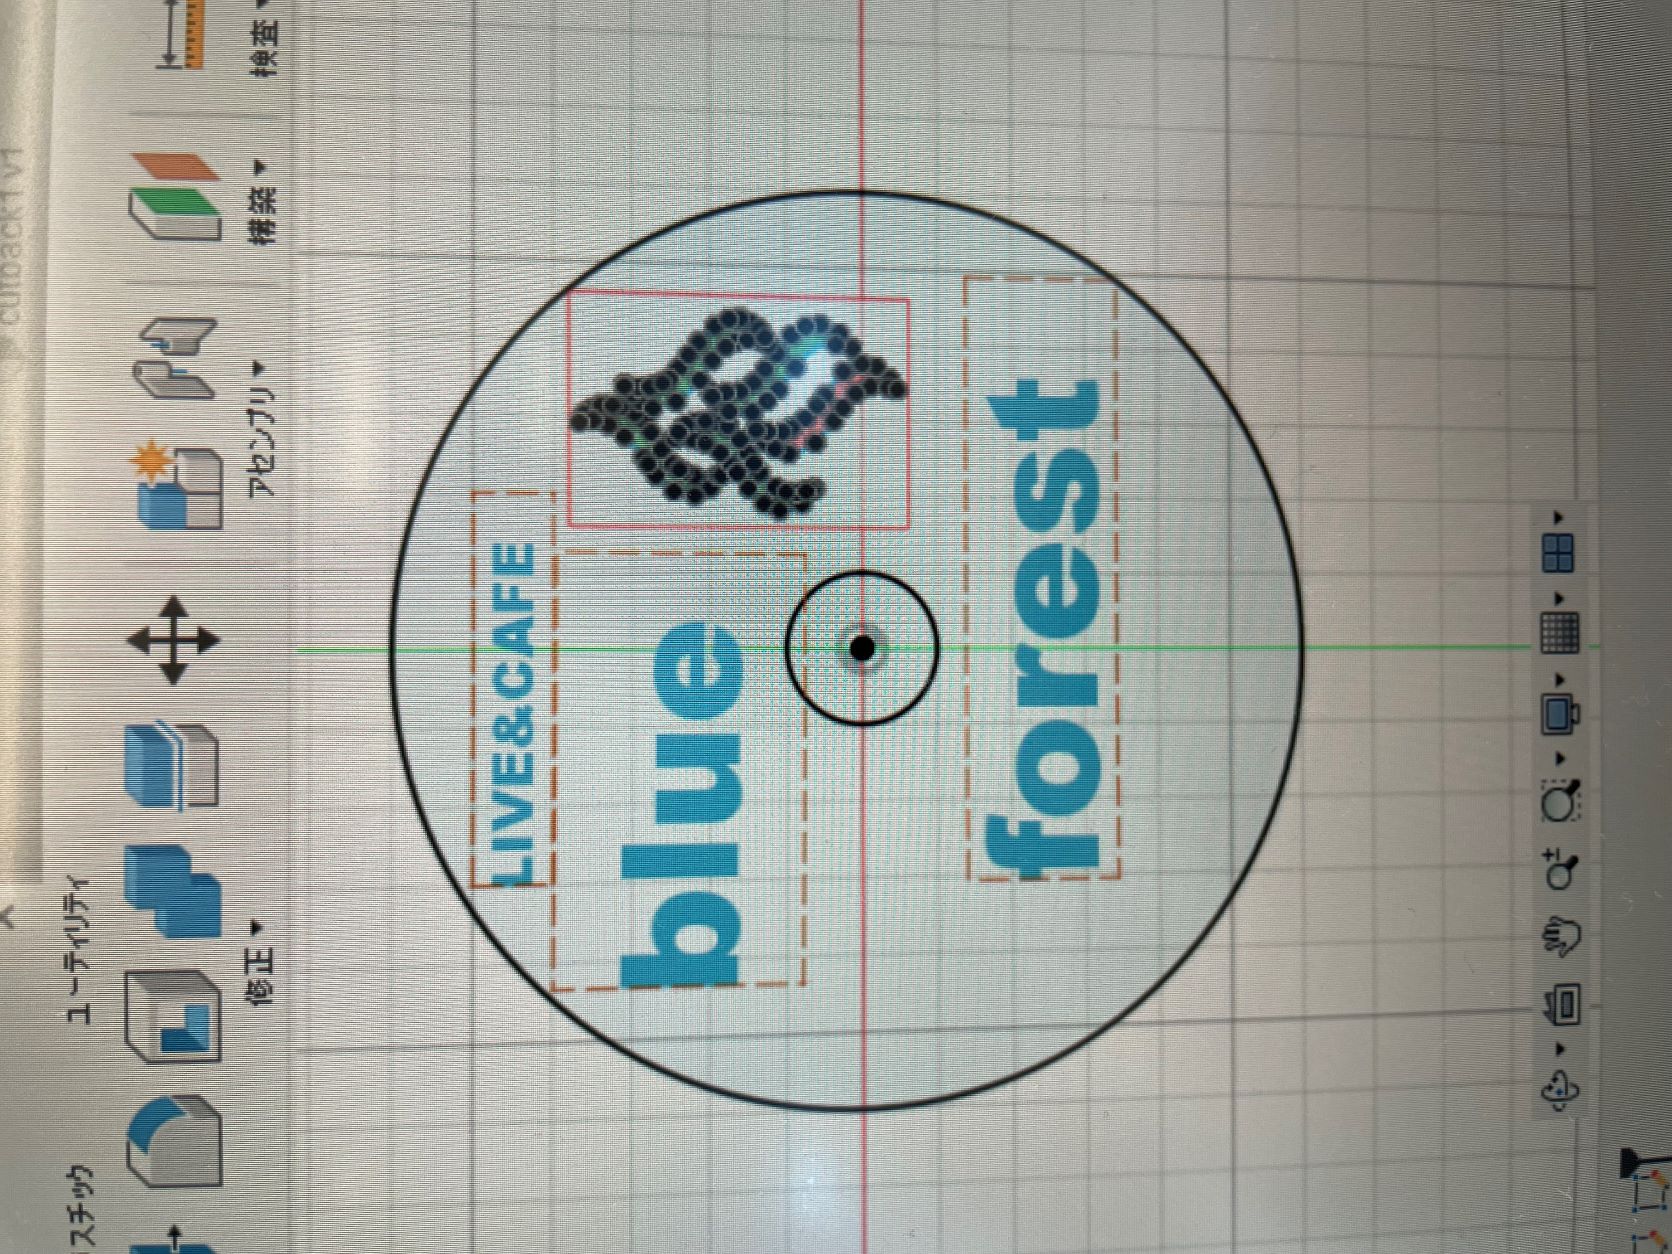 cutback1 v1
スチック
ユーティリティ
修正
アセンブリ
構築
検査
LIVE&CAFE
blue
forest